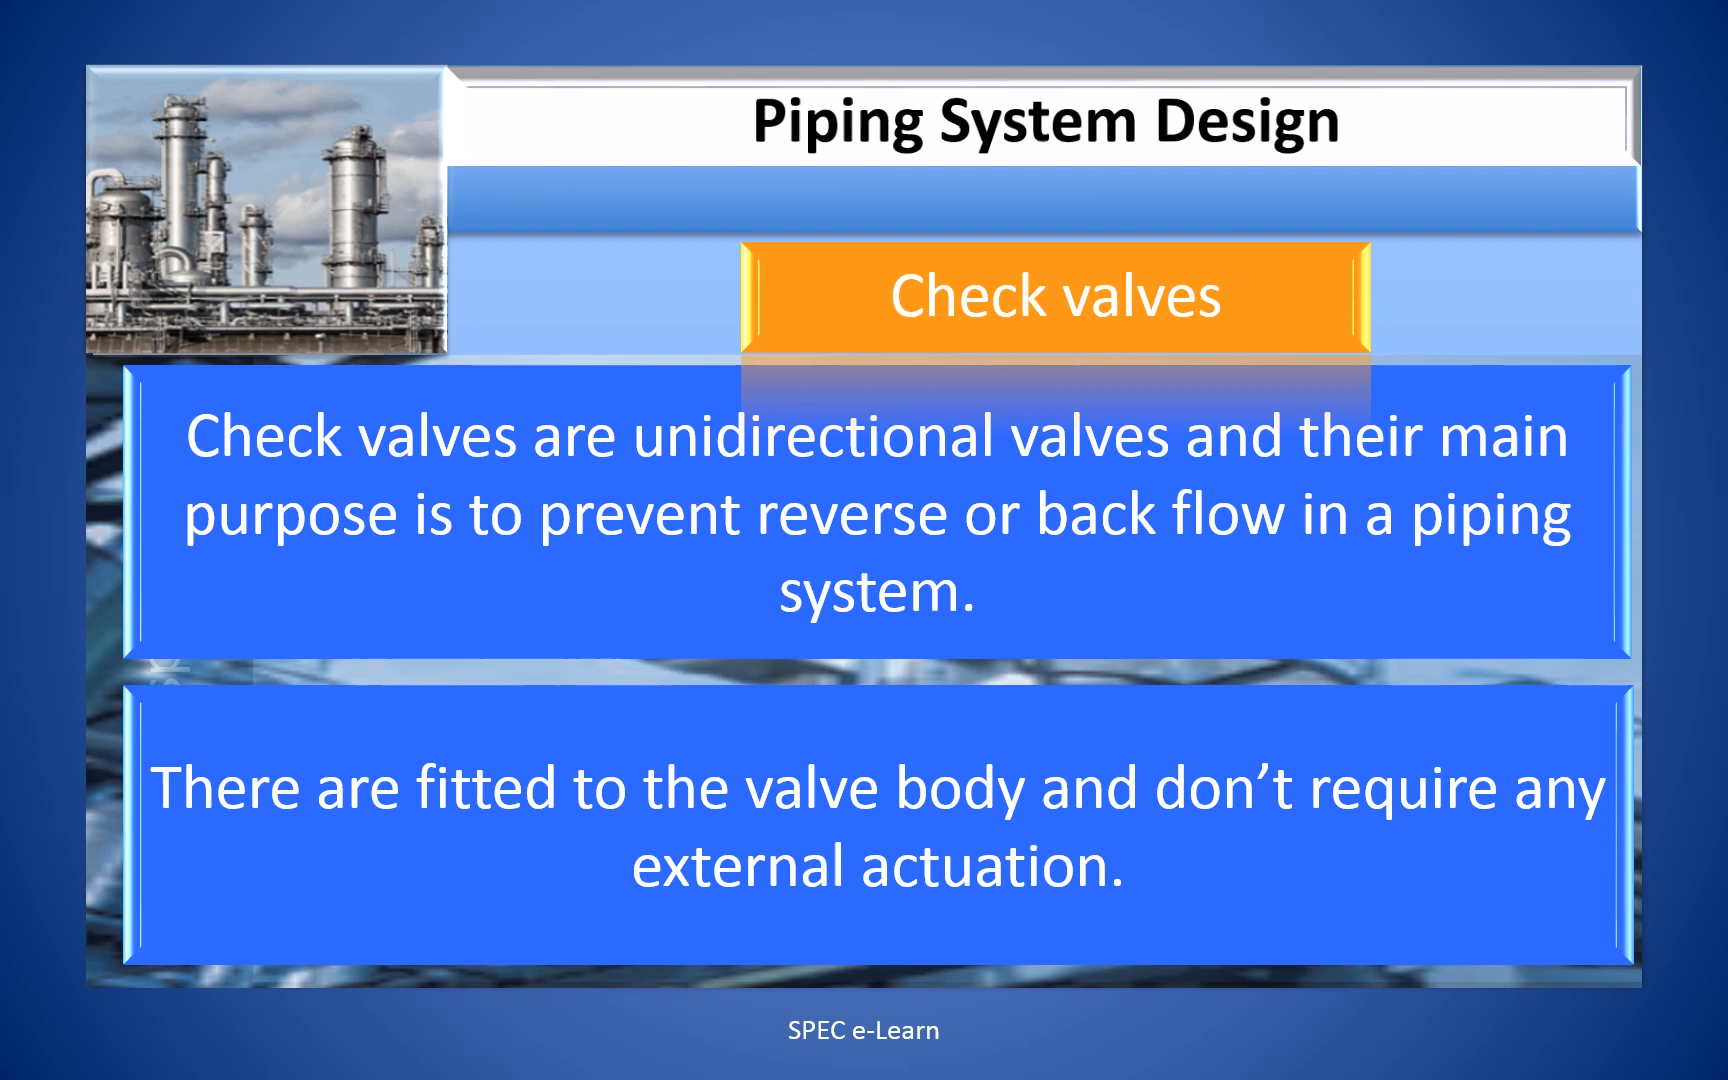 Piping System Design
Check valves
Check valves are unidirectional valves and their main
purpose is to prevent reverse or back flow in a piping
system.
There are fitted to the valve body and don’t require any
external actuation.
SPEC e-Learn